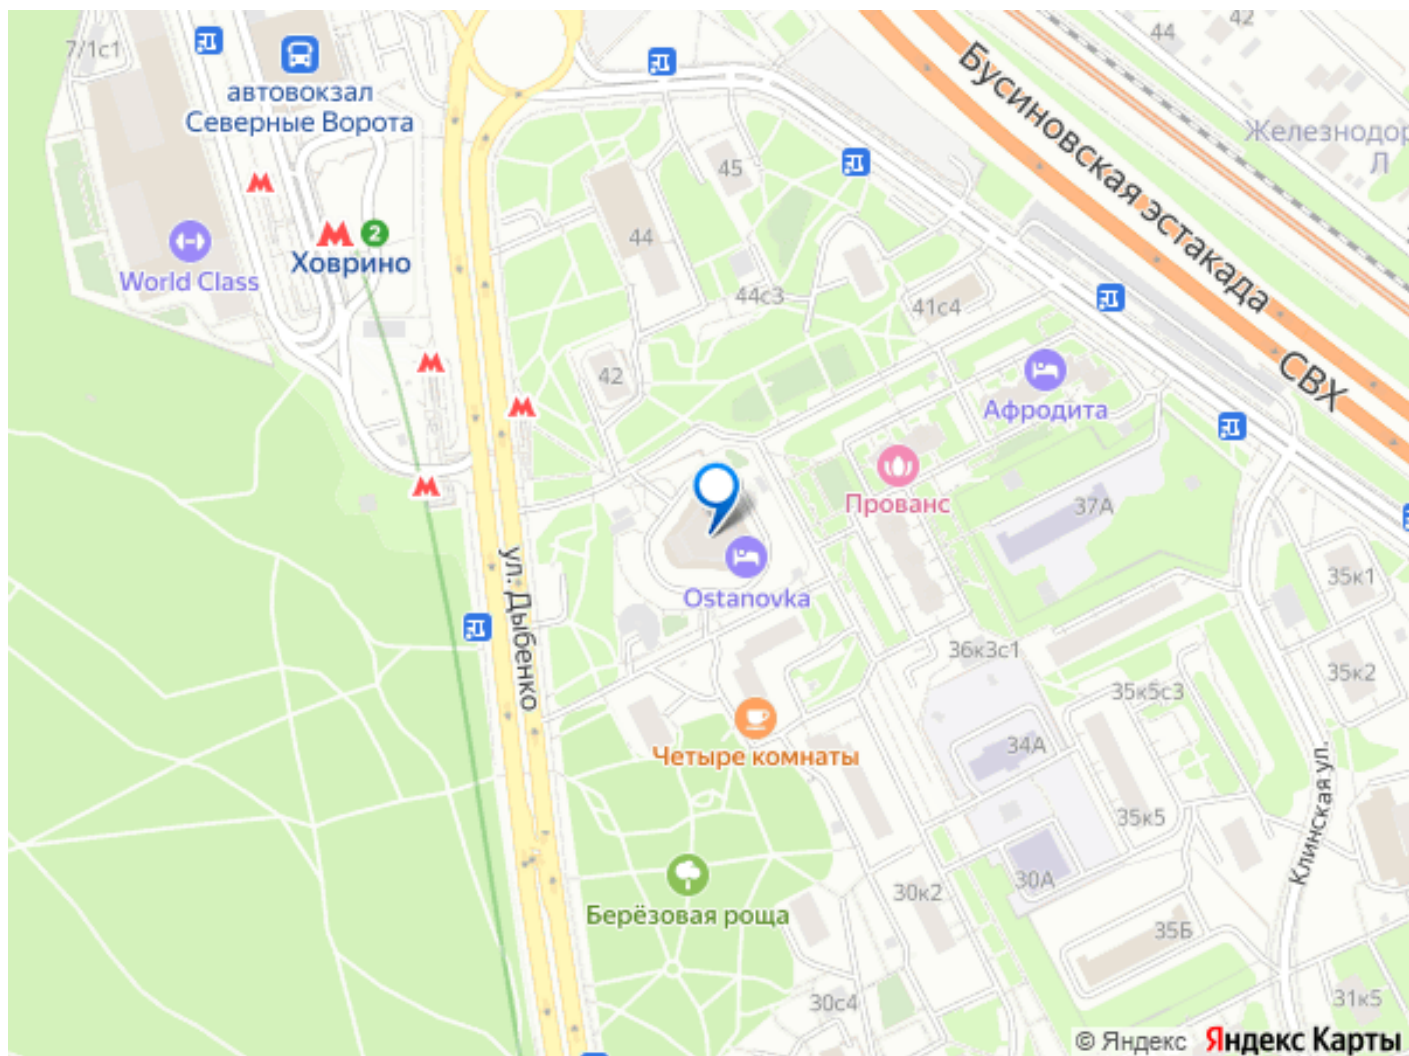 7/1с1
автовокзал
Северные Ворота
World Class
2
Ховрино
44
42
Бусиновская эстакада
Железнодор
Л
45
44
44с3
41с4
42
СВХ
Афродита
Прованс
37А
Ostanovka
ул. Дыбенко
35к1
36к3с1
35к2
35к5с3
Четыре комнаты
34А
35к5
Клинская ул.
Берёзовая роща
30А
30к2
35Б
30с4
31к5
© Яндекс Яндекс Карты